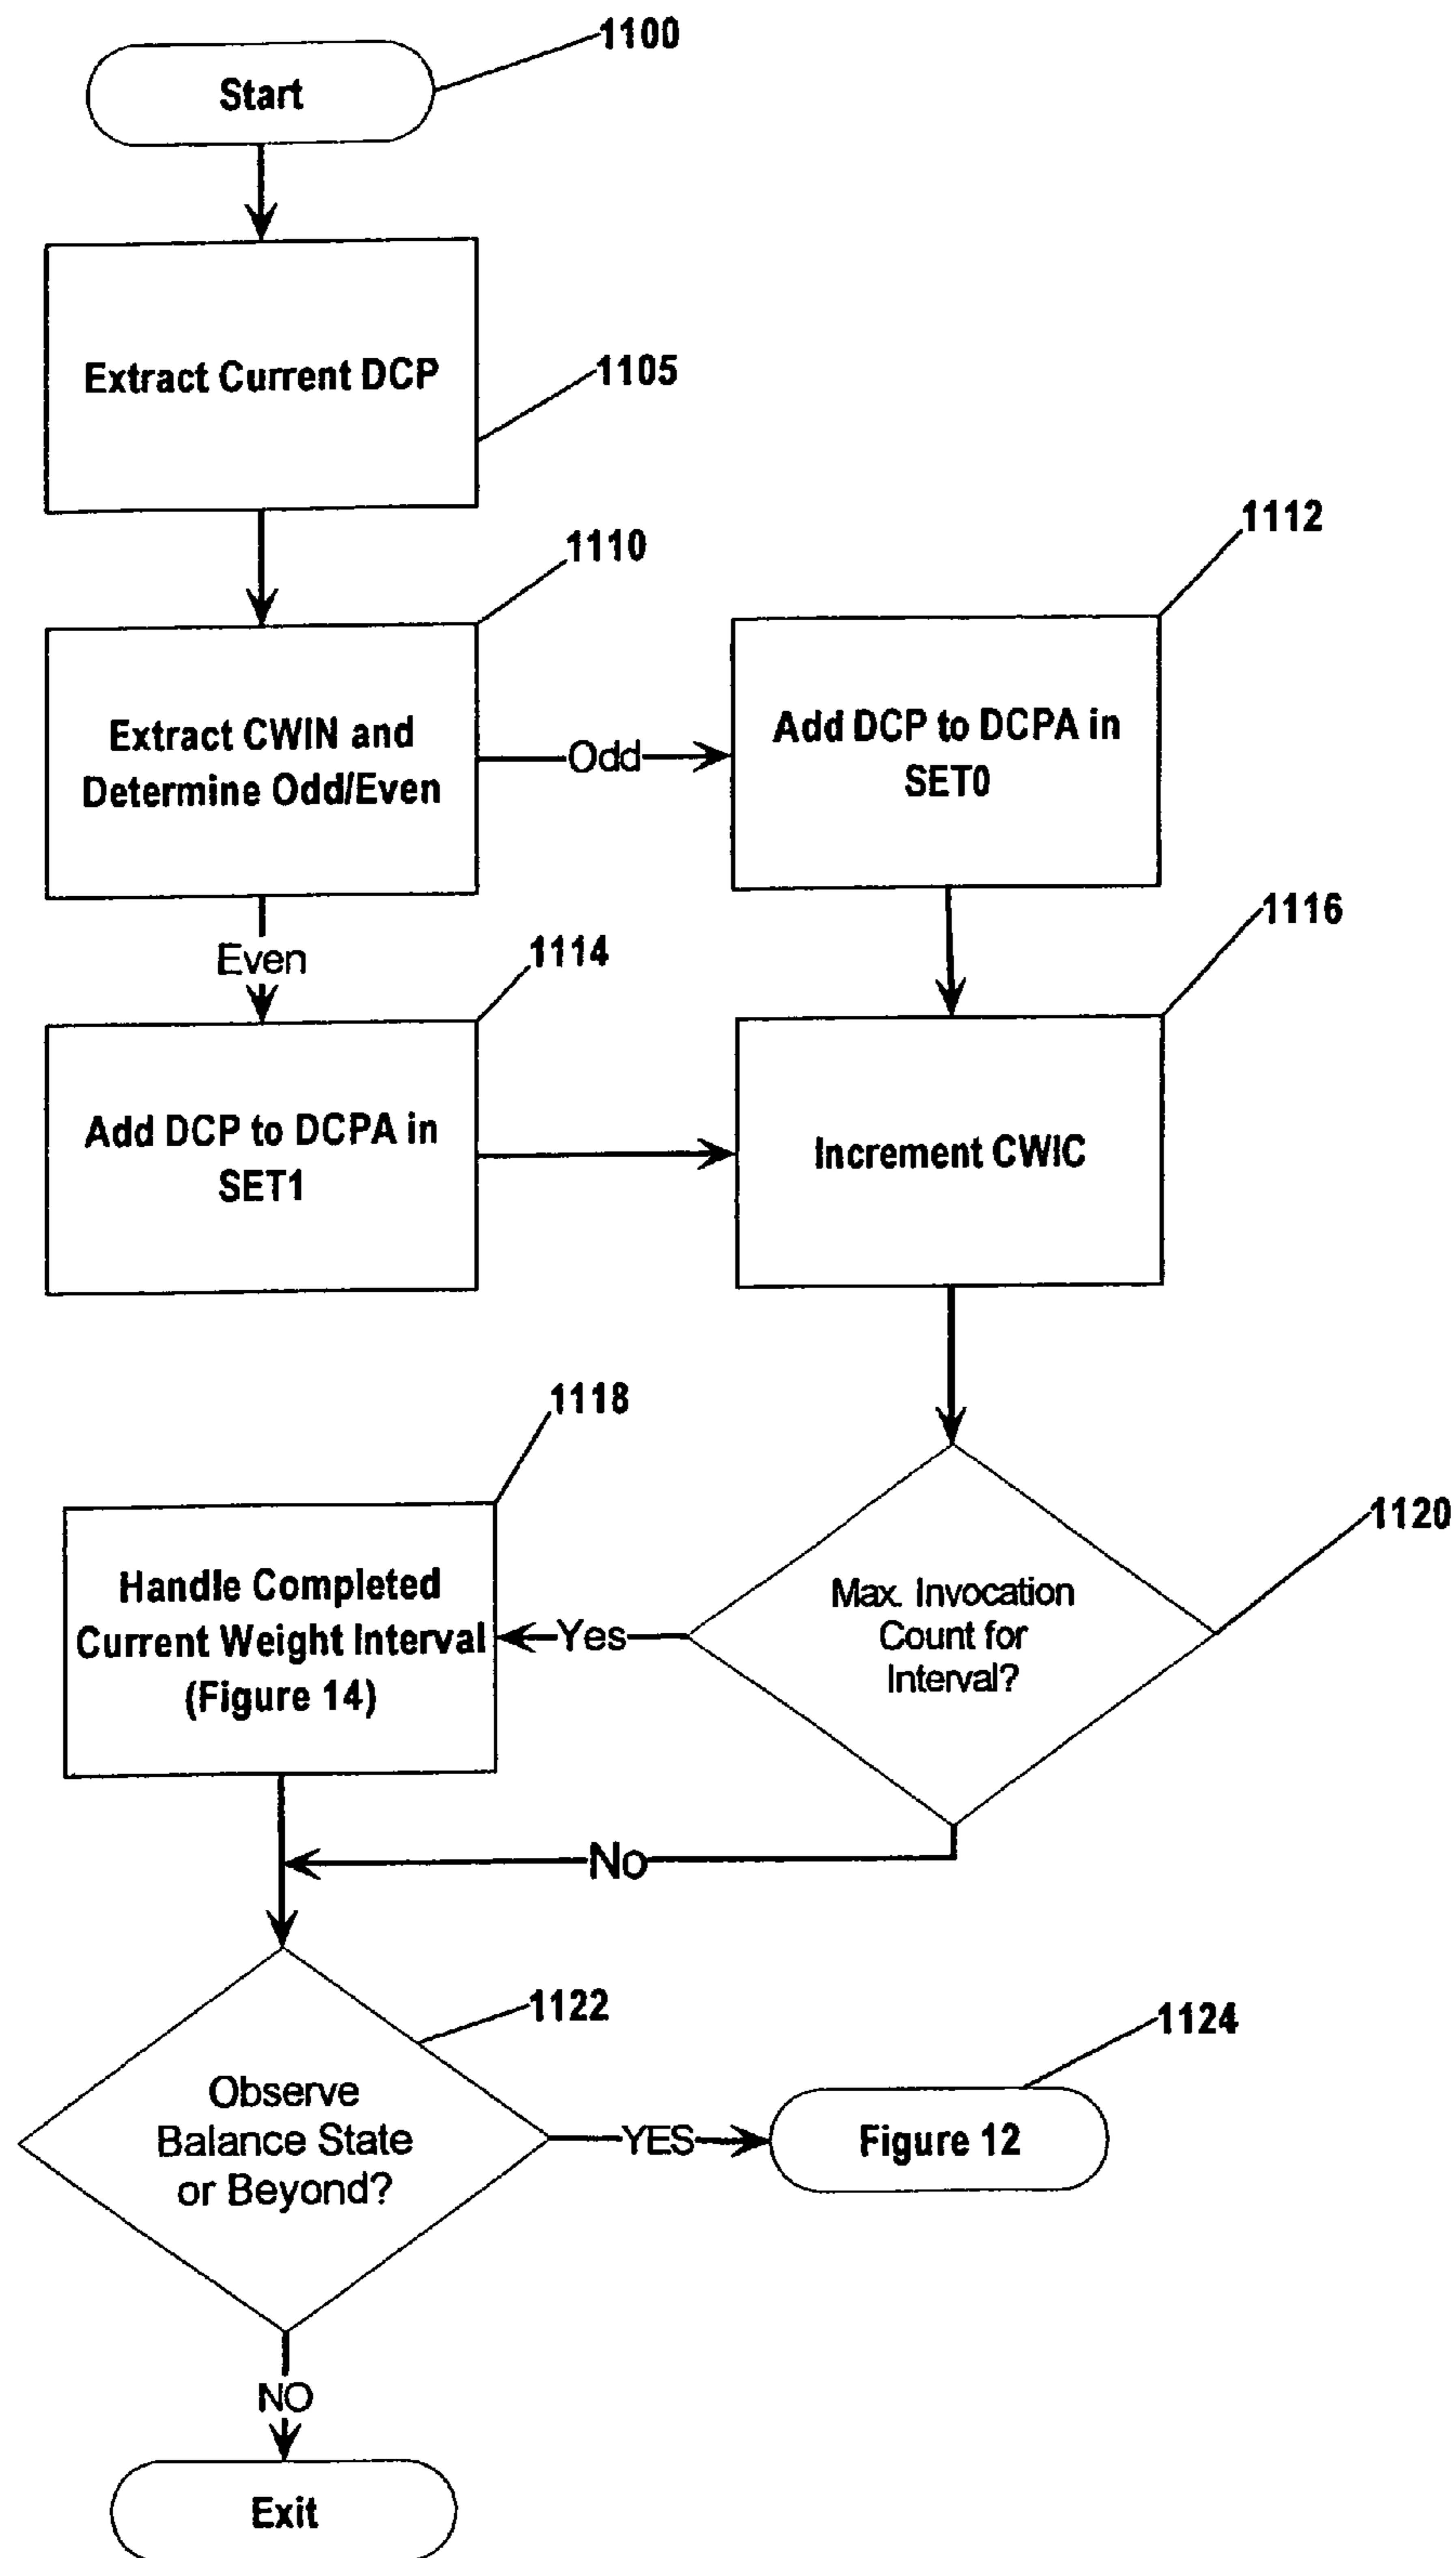 1100
Start
Extract Current DCP
1105
1110
1112
Extract CWIN and
Determine Odd/Even
Odd
Add DCP to DCPA in
SET0
Even
1114
1116
Add DCP to DCPA in
SET1
Increment CWIC
1118
1120
Handle Completed
Current Weight Interval
(Figure 14)
Yes
Max. Invocation
Count for
Interval?
No
1122
1124
Observe
Balance State
or Beyond?
YES
Figure 12
NO
Exit